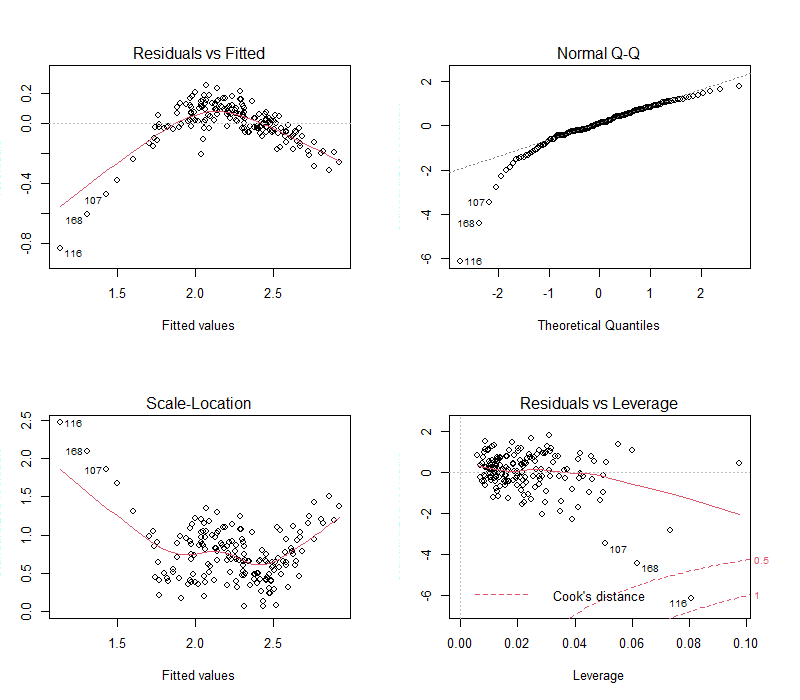 Residuals vs Fitted
0.2
0.0
-0.4
-0.8
107
168
116
1.5 2.0 2.5
Fitted values
Normal Q-Q
2
0
-2
-4
-6
107
168
116
-2 -1 0 1 2
Theoretical Quantiles
Scale-Location
2.5
2.0
1.5
1.0
0.5
0.0
116
168
107
1.5 2.0 2.5
Fitted values
Residuals vs Leverage
2
0
-2
-4
-6
107
168
116
0.5
1
Cook's distance
0.00 0.02 0.04 0.06 0.08 0.10
Leverage